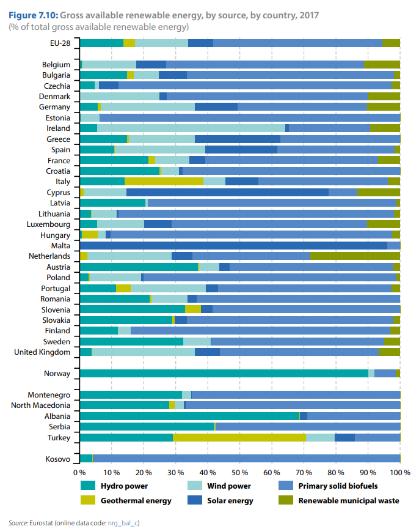 Figure 7.10: Gross available renewable energy, by source, by country, 2017
(% of total gross available renewable energy)
EU-28
Belgium
Bulgaria
Czechia
Denmark
Germany
Estonia
Ireland
Greece
Spain
France
Croatia
Italy
Cyprus
Latvia
Lithuania
Luxembourg
Hungary
Malta
Netherlands
Austria
Poland
Portugal
Romania
Slovenia
Slovakia
Finland
Sweden
United Kingdom
Norway
Montenegro
North Macedonia
Albania
Serbia
Turkey
Kosovo
0 % 10 % 20 % 30 % 40 % 50 % 60 % 70 % 80 % 90 % 100 %
Hydro power Wind power Primary solid biofuels
Geothermal energy Solar energy Renewable municipal waste
Source: Eurostat (online data code: nrg_bal_c)